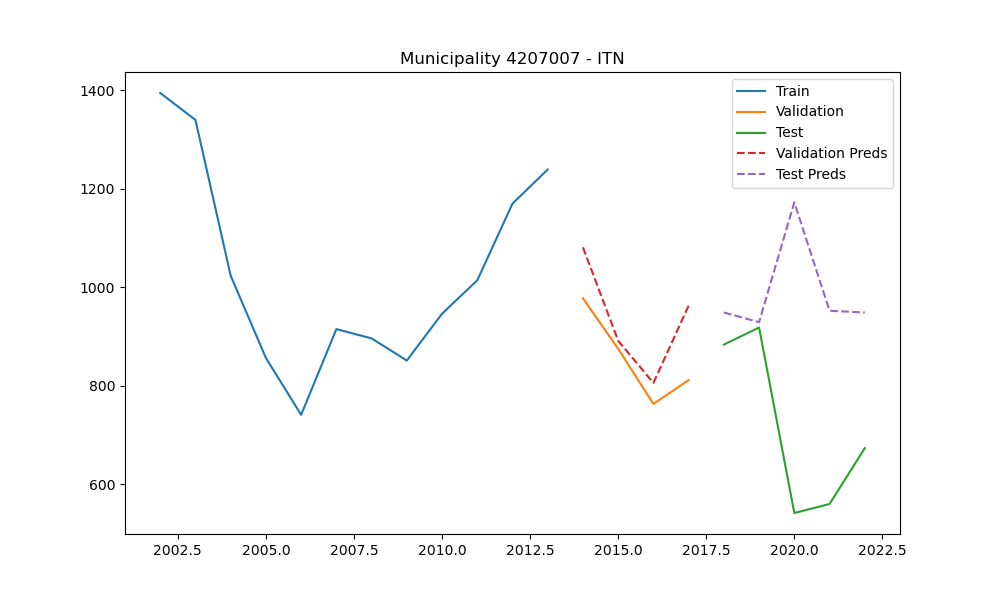 Municipality 4207007 - ITN
1400
1200
1000
800
600
Train
Validation
Test
Validation Preds
Test Preds
2002.5 2005.0 2007.5 2010.0 2012.5 2015.0 2017.5 2020.0 2022.5